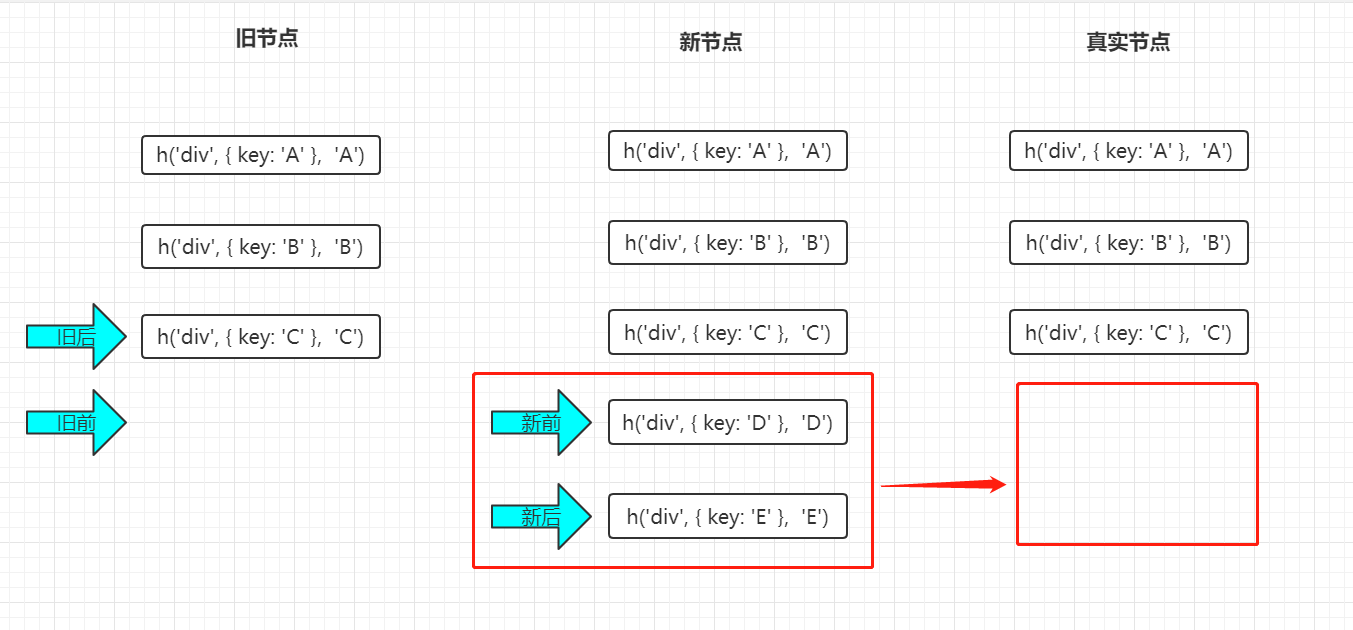 旧节点
新节点
真实节点
h('div', { key: 'A' },  'A')
h('div', { key: 'A' },  'A')
h('div', { key: 'A' },  'A')
h('div', { key: 'B' },  'B')
h('div', { key: 'B' },  'B')
h('div', { key: 'B' },  'B')
旧后
h('div', { key: 'C' },  'C')
h('div', { key: 'C' },  'C')
h('div', { key: 'C' },  'C')
旧前
新前
h('div', { key: 'D' },  'D')
新后
h('div', { key: 'E' },  'E')